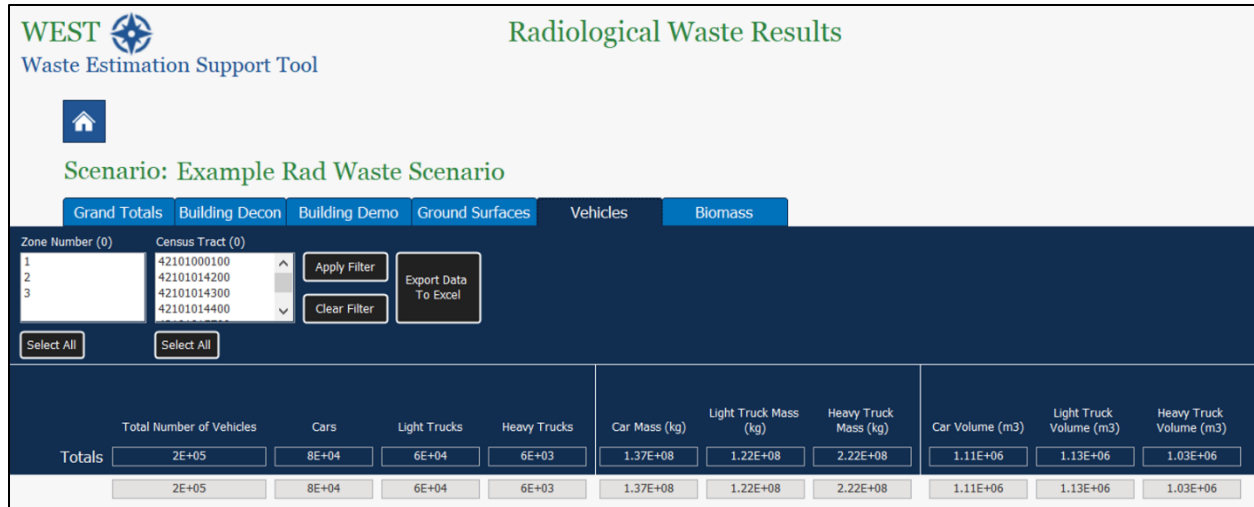 WEST
Radiological Waste Results
Waste Estimation Support Tool
Scenario: Example Rad Waste Scenario
Grand Totals Building Decon Building Demo Ground Surfaces Vehicles Biomass
Zone Number (0) Census Tract (0)
1 42101000100
2 42101014200
3 42101014300
42101014400
Apply Filter
Clear Filter
Export Data
To Excel
Select All Select All
Total Number of Vehicles Cars Light Trucks Heavy Trucks Car Mass (kg) Light Truck Mass (kg) Heavy Truck Mass (kg) Car Volume (m3) Light Truck Volume (m3) Heavy Truck Volume (m3)
Totals 2E+05 8E+04 6E+04 6E+03 1.37E+08 1.22E+08 2.22E+08 1.11E+06 1.13E+06 1.03E+06
2E+05 8E+04 6E+04 6E+03 1.37E+08 1.22E+08 2.22E+08 1.11E+06 1.13E+06 1.03E+06